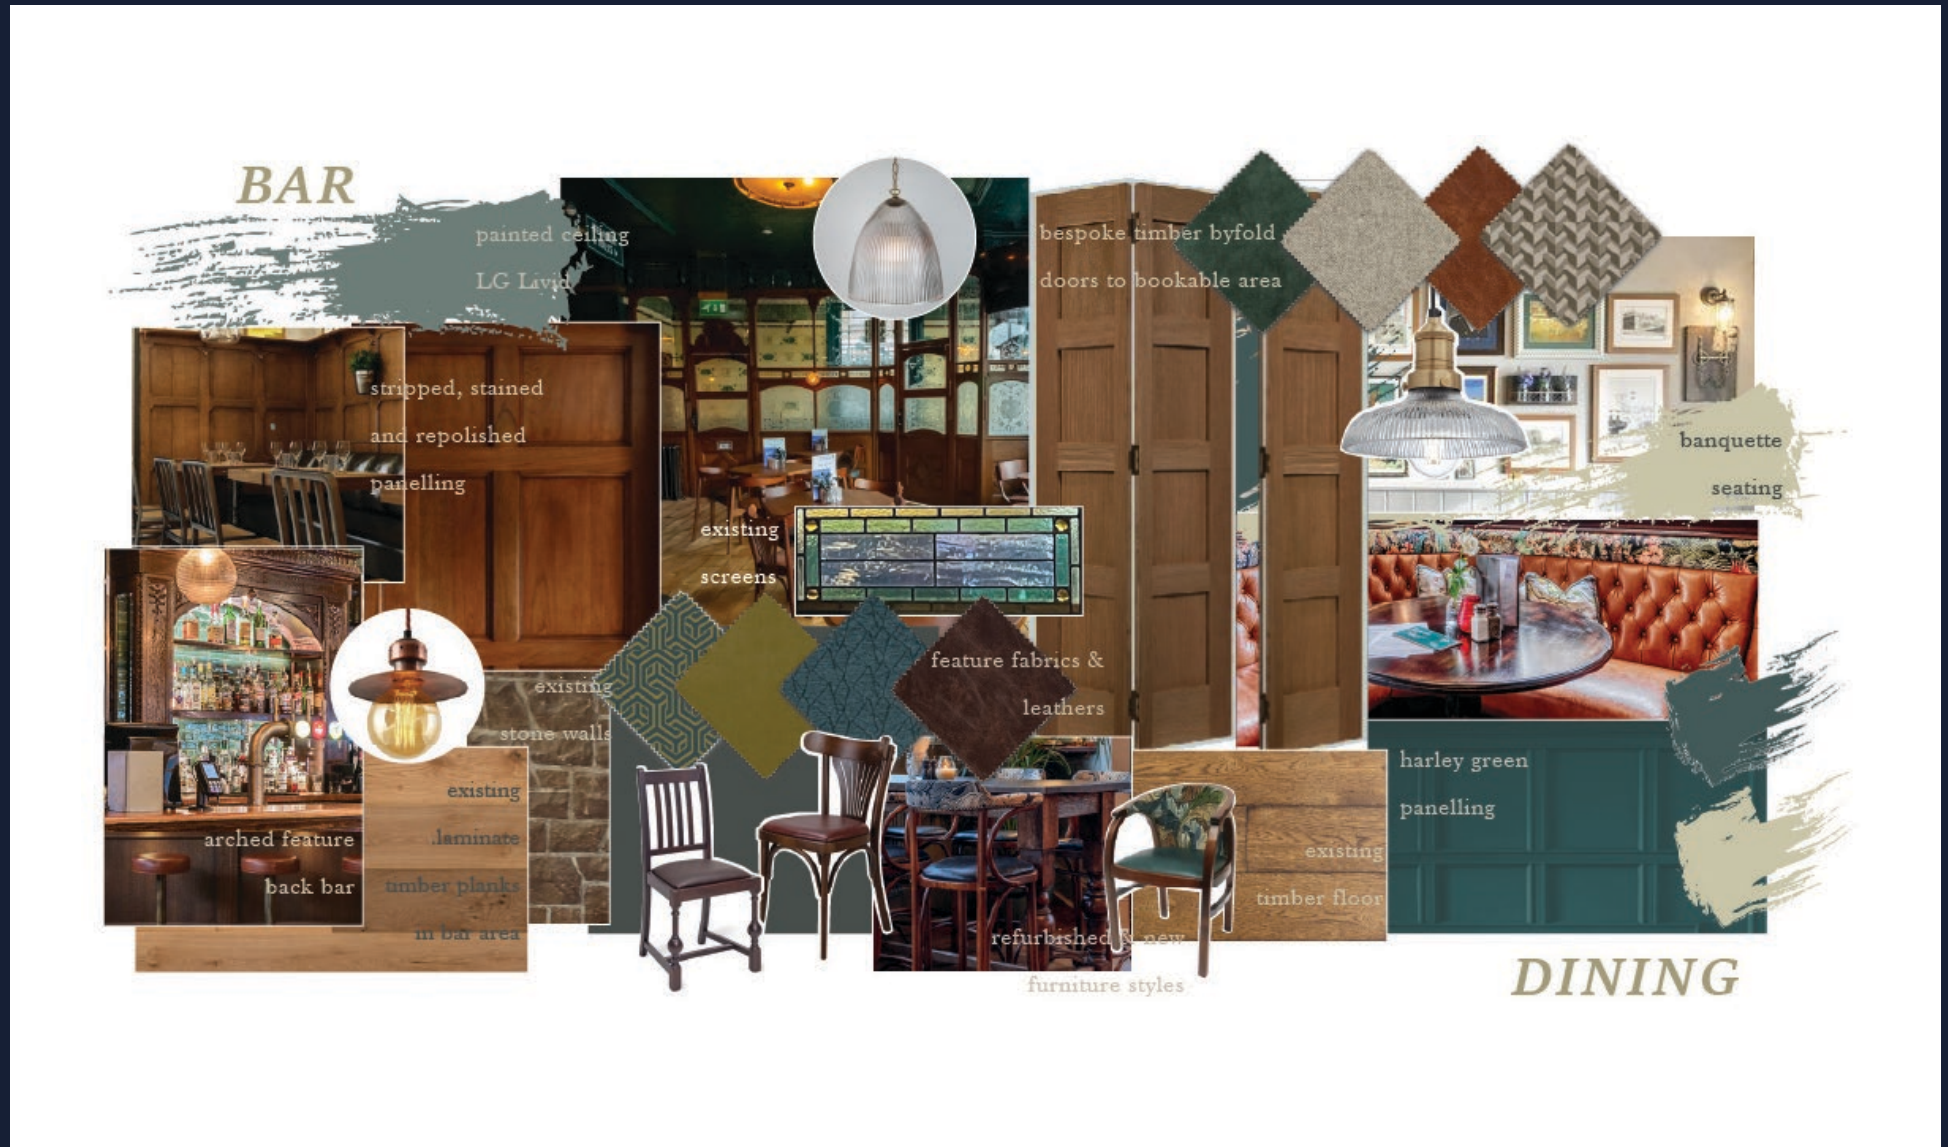 BAR
painted ceiling
LG Livid
bespoke timber byfold
doors to bookable area
stripped, stained
and repolished
panelling
banquette
seating
existing
screens
feature fabrics &
leathers
existing
stone walls
existing
.laminate
timber planks
in bar area
arched feature
back bar
harley green
panelling
existing
timber floor
refurbished & new
furniture styles
DINING